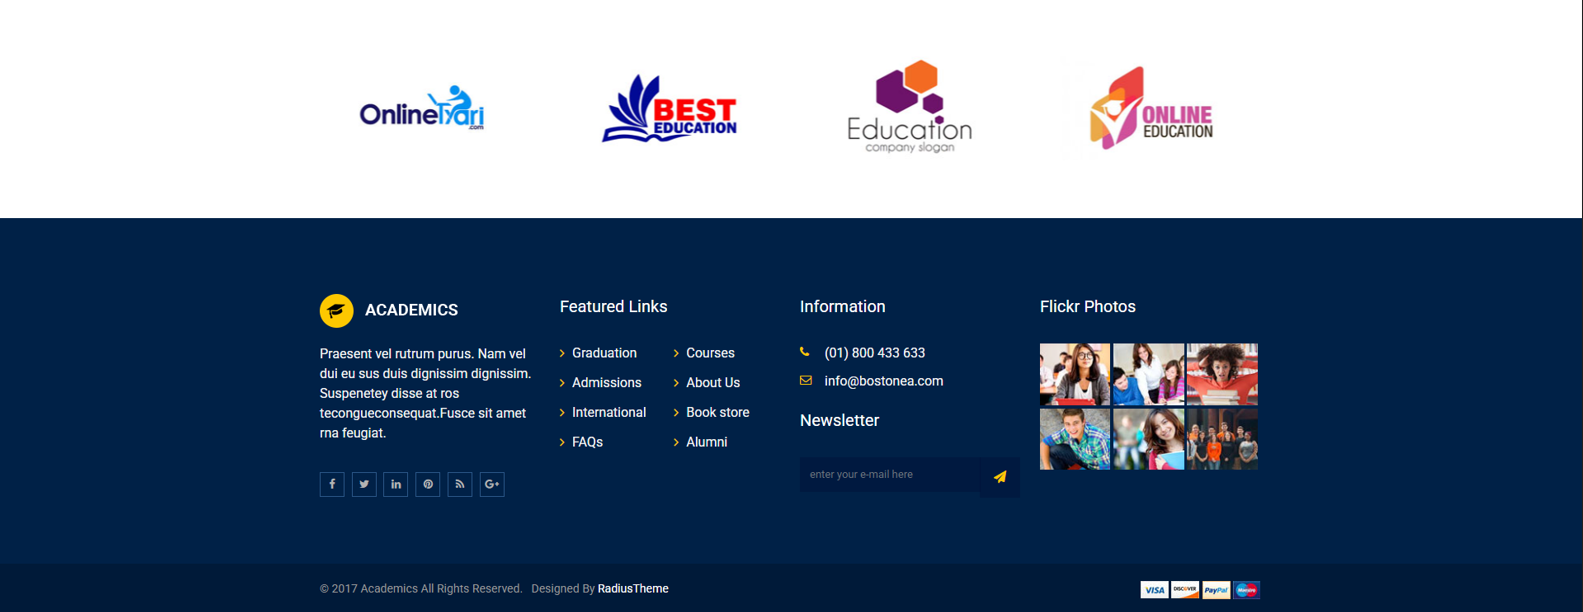 OnlineTyari
.com
BEST
EDUCATION
Education
company slogan
ONLINE
EDUCATION
ACADEMICS
Praesent vel rutrum purus. Nam vel
dui eu sus duis dignissim dignissim.
Suspenetey disse at ros
tecongueconsequat.Fusce sit amet
rna feugiat.
Featured Links
Graduation
Admissions
International
FAQs
Courses
About Us
Book store
Alumni
Information
(01) 800 433 633
info@bostonea.com
Newsletter
enter your e-mail here
Flickr Photos
© 2017 Academics All Rights Reserved. Designed By RadiusTheme
VISA
DISCOVER
PayPal
Maestro